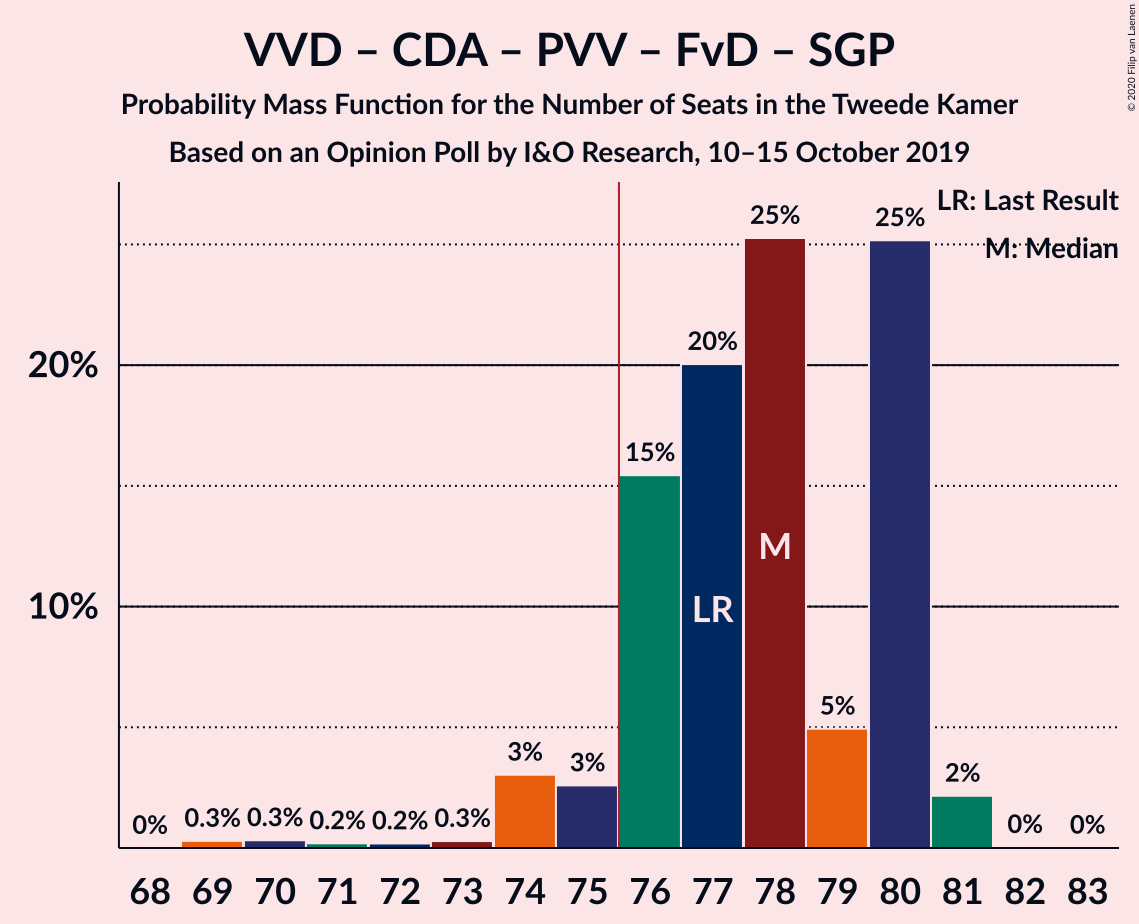 VVD – CDA – PVV – FvD – SGP
Probability Mass Function for the Number of Seats in the Tweede Kamer
Based on an Opinion Poll by I&O Research, 10–15 October 2019
© 2020 Filip van Laenen
LR: Last Result
M: Median
20%
10%
0%
0.3%
0.3%
0.2%
0.2%
0.3%
3%
3%
15%
20%
25%
5%
25%
2%
0%
0%
LR
M
68 69 70 71 72 73 74 75 76 77 78 79 80 81 82 83